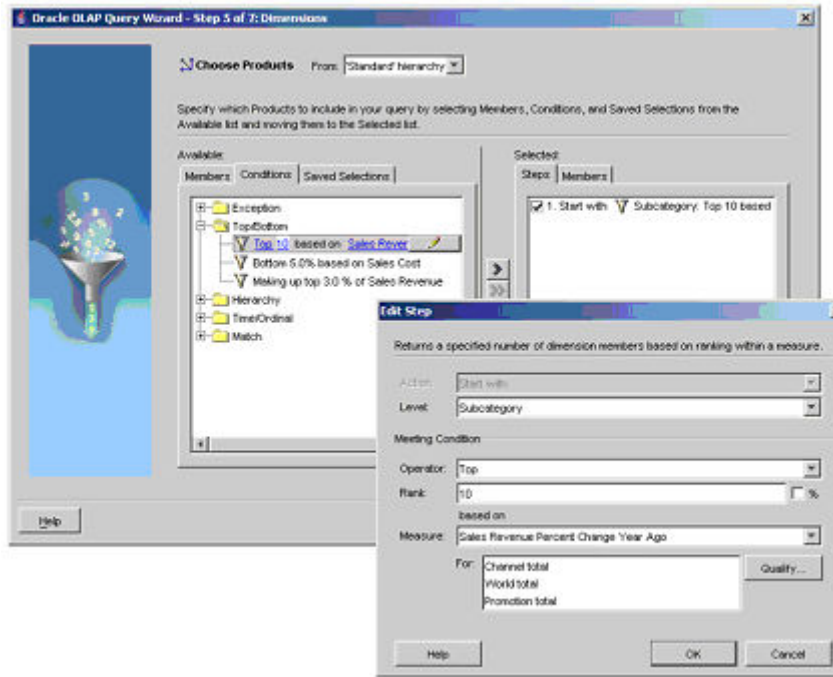 Oracle OLAP Query Wizard - Step 5 of 7: Dimensions
Choose Products From: 'Standard' hierarchy
Specify which Products to include in your query by selecting Members, Conditions, and Saved Selections from the
Available list and moving them to the Selected list.
Available:
Members Conditions Saved Selections
Exception
Top/Bottom
Top 10 based on Sales Rever
Bottom 5.0% based on Sales Cost
Making up top 3.0 % of Sales Revenue
Hierarchy
Time/Ordinal
Match
Selected:
Steps Members
1. Start with Subcategory: Top 10 based
Help
Edit Step
Returns a specified number of dimension members based on ranking within a measure.
Action: Start with
Level: Subcategory
Meeting Condition
Operator: Top
Rank: 10 %
based on
Measure: Sales Revenue Percent Change Year Ago
For: Channel total
World total
Promotion total
Qualify...
Help OK Cancel